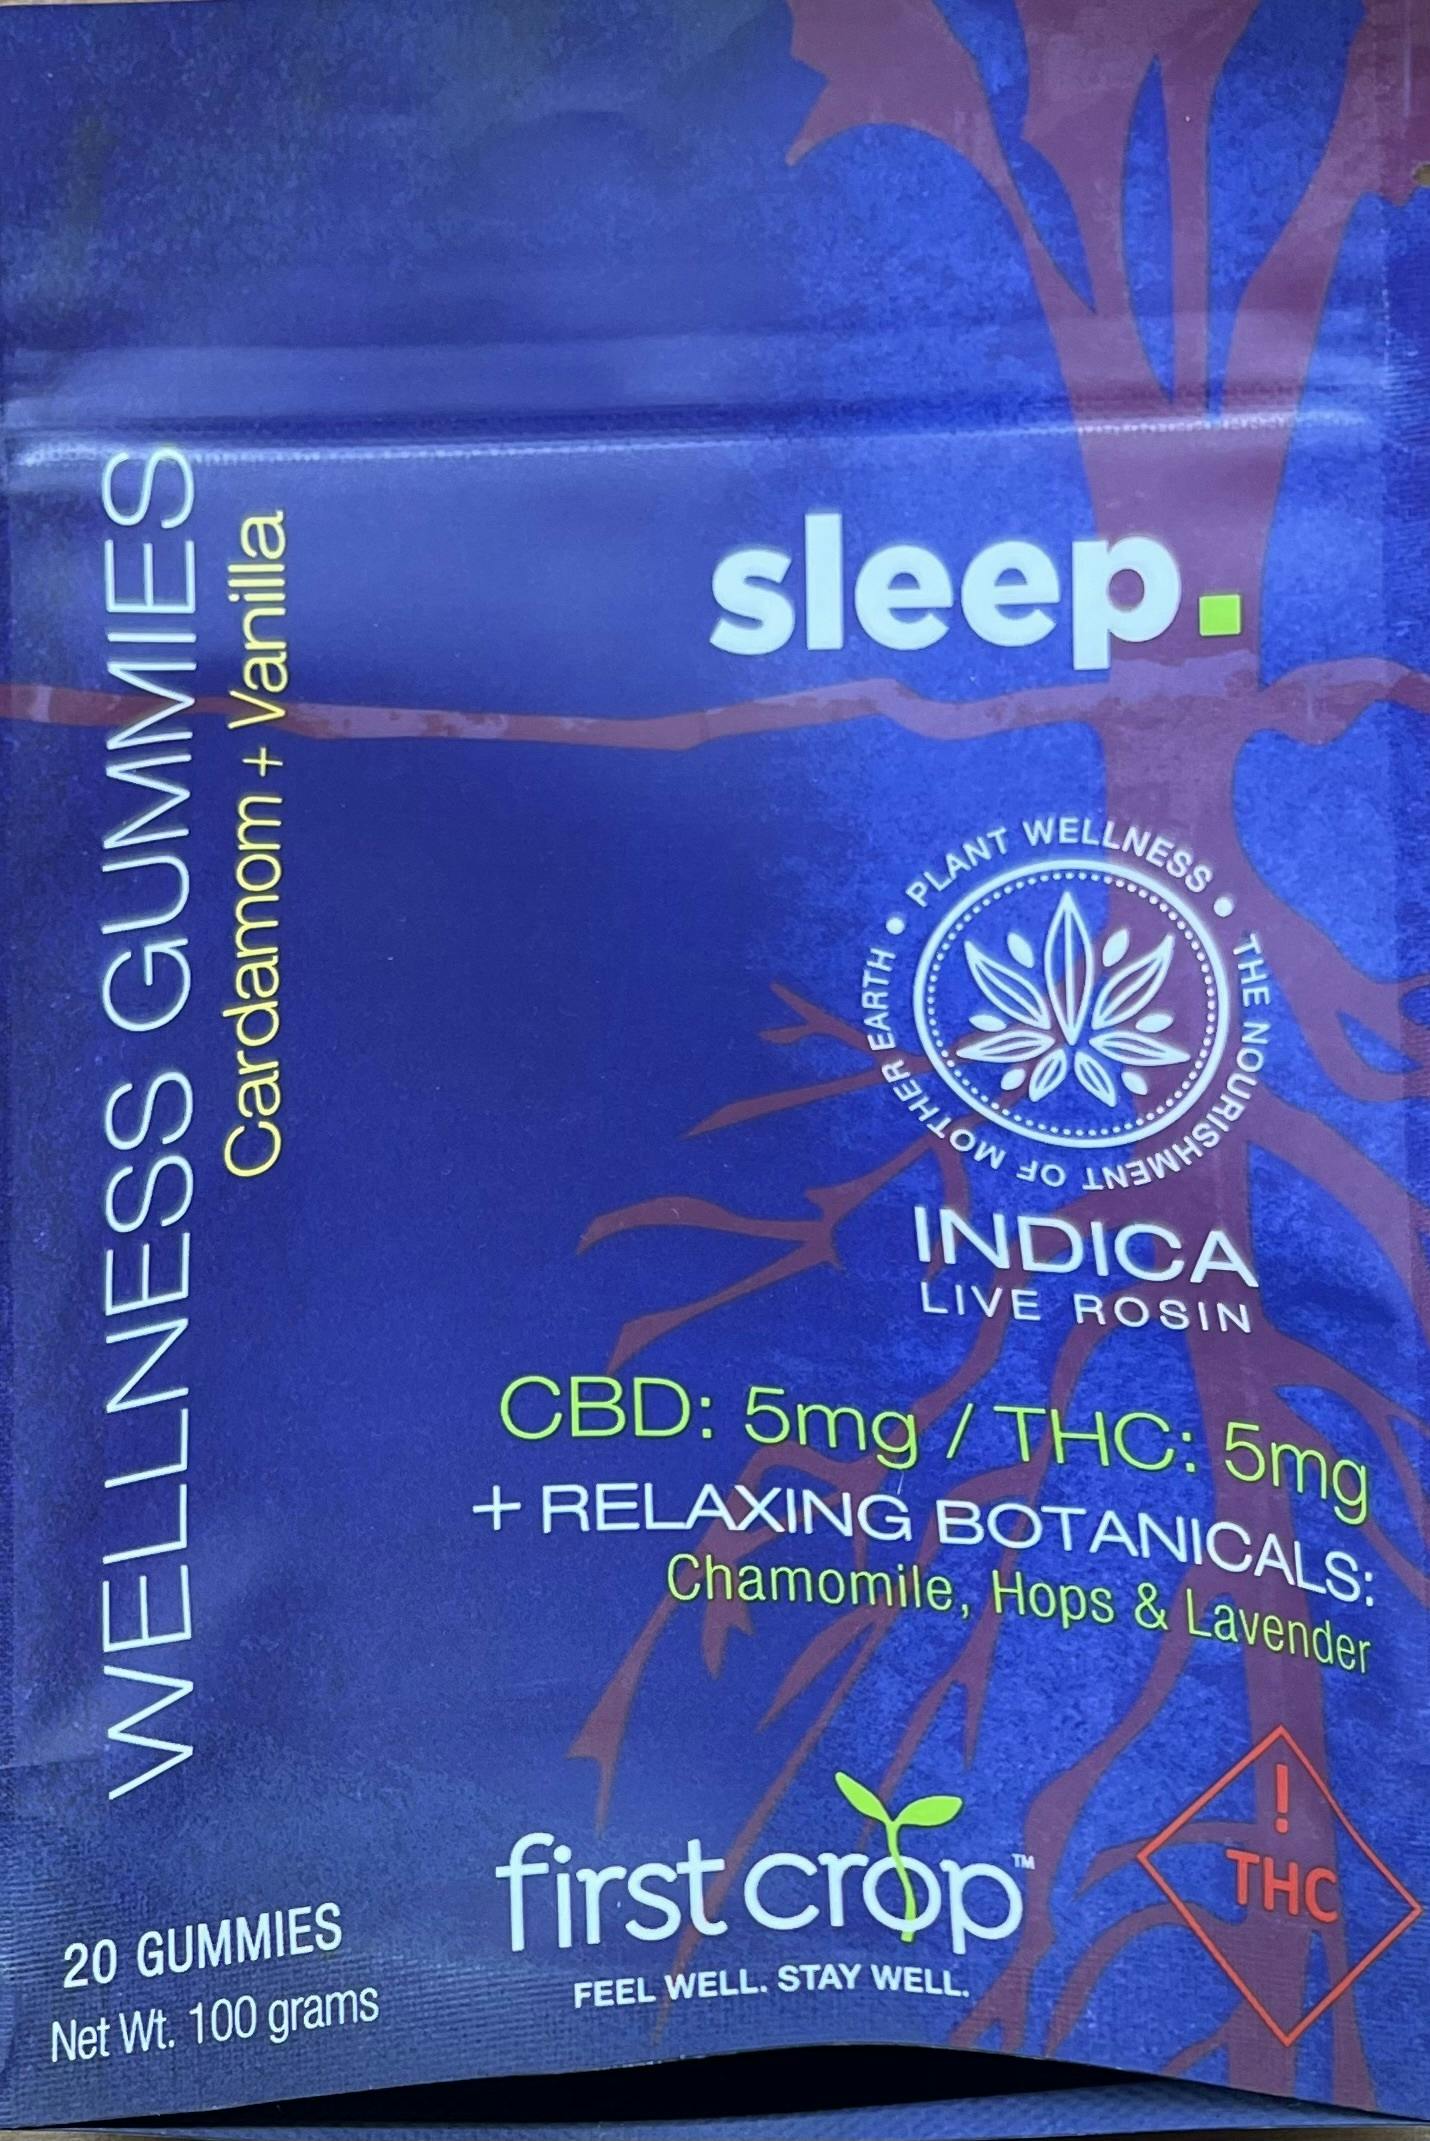 WELLNESS GUMMIES
Cardamom + Vanilla
sleep.
PLANT WELLNESS • THE NOURISHMENT OF MOTHER EARTH •
INDICA
LIVE ROSIN
CBD: 5mg / THC: 5mg
+ RELAXING BOTANICALS:
Chamomile, Hops & Lavender
first crop™
FEEL WELL. STAY WELL.
20 GUMMIES
Net Wt. 100 grams
!
THC